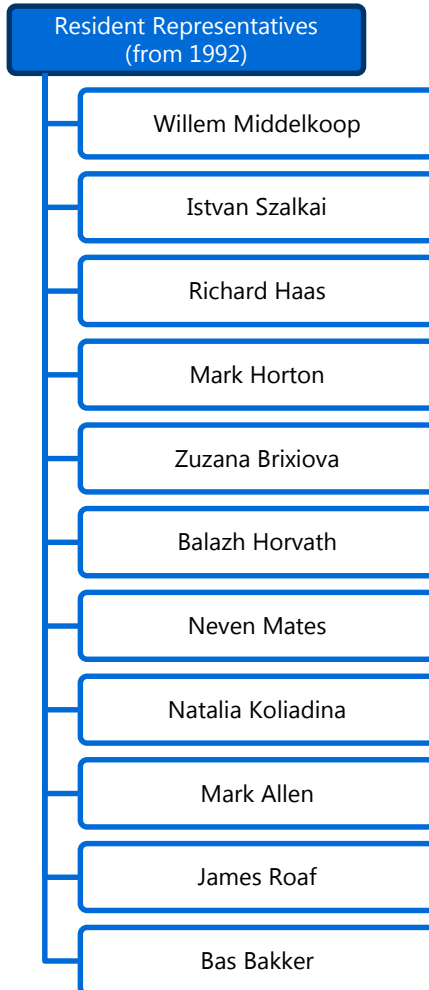 Resident Representatives
(from 1992)
Willem Middelkoop
Istvan Szalkai
Richard Haas
Mark Horton
Zuzana Brixiova
Balazh Horvath
Neven Mates
Natalia Koliadina
Mark Allen
James Roaf
Bas Bakker